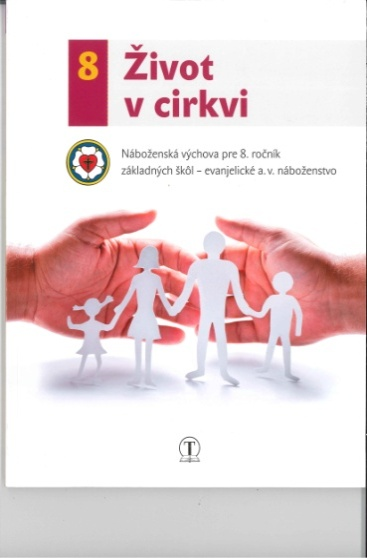 8
Život
v cirkvi
Náboženská výchova pre 8. ročník
základných škôl – evanjelické a. v. náboženstvo
T